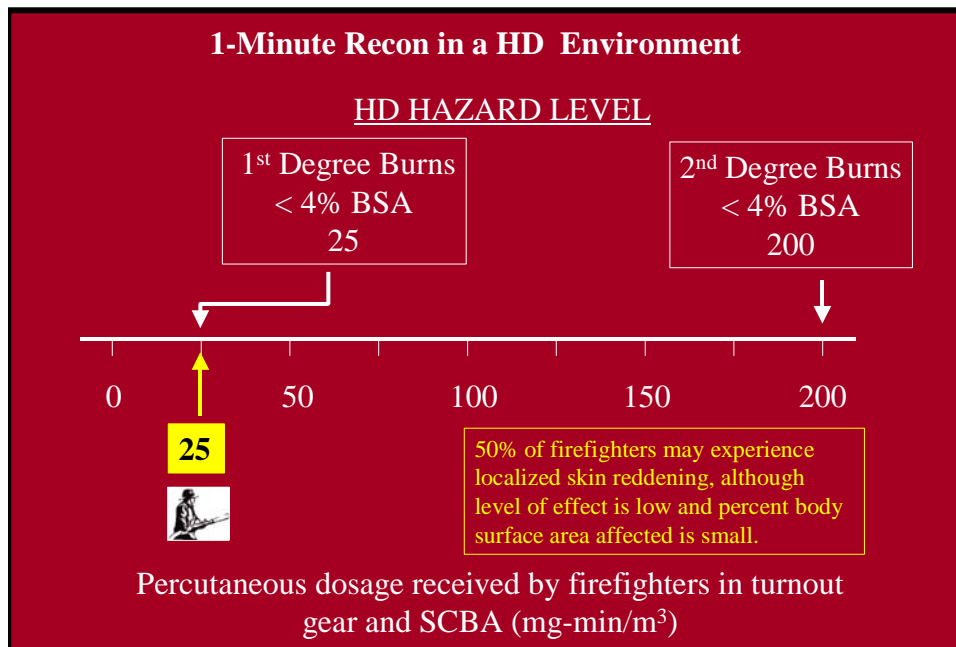 1-Minute Recon in a HD Environment
HD HAZARD LEVEL
1st Degree Burns
< 4% BSA
25
2nd Degree Burns
< 4% BSA
200
0 50 100 150 200
25
50% of firefighters may experience
localized skin reddening, although
level of effect is low and percent body
surface area affected is small.
Percutaneous dosage received by firefighters in turnout
gear and SCBA (mg-min/m3)